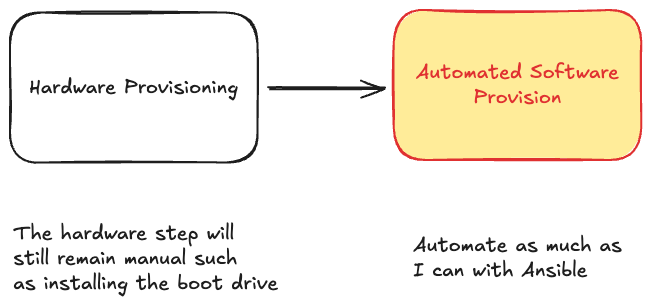 Hardware Provisioning
Automated Software
Provision
The hardware step will
still remain manual such
as installing the boot drive
Automate as much as
I can with Ansible